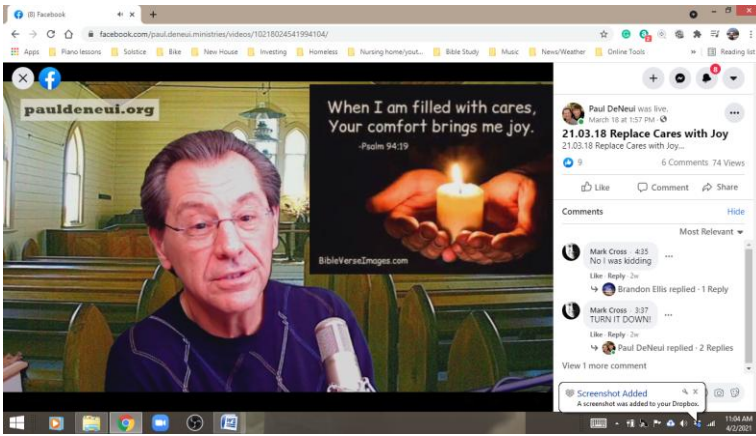 (8) Facebook
facebook.com/paul.deneui.ministries/videos/10218024541994104/
Apps Piano lessons Solstice Bike New House Investing Homeless Nursing home/yout... Bible Study Music News/Weather Online Tools » Reading list
pauldeneui.org
When I am filled with cares,
Your comfort brings me joy.
-Psalm 94:19
BibleVerseImages.com
8
Paul DeNeui was live.
March 18 at 1:57 PM ·
21.03.18 Replace Cares with Joy
21.03.18 Replace Cares with Joy...
9 6 Comments 74 Views
Like Comment Share
Comments Hide
Most Relevant
Mark Cross · 4:35
No I was kidding
Like · Reply · 2w
Brandon Ellis replied · 1 Reply
Mark Cross · 3:37
TURN IT DOWN!
Like · Reply · 2w
Paul DeNeui replied · 2 Replies
View 1 more comment
Screenshot Added
A screenshot was added to your Dropbox.
11:04 AM
4/2/2021